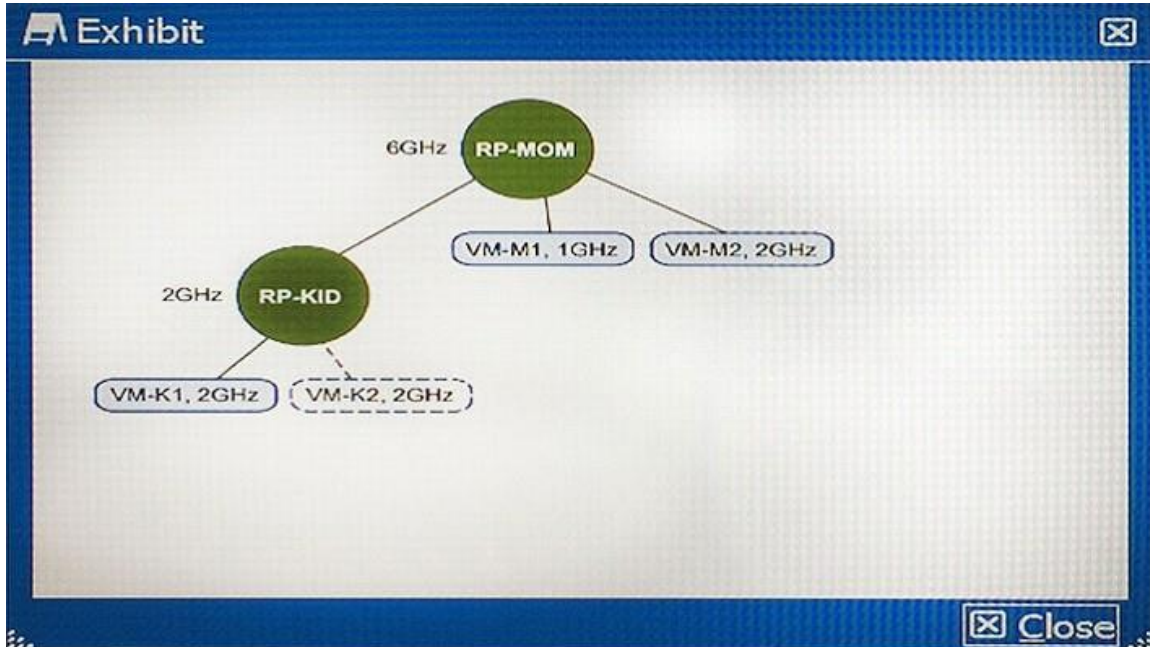 Exhibit
6GHz RP-MOM
VM-M1, 1GHz VM-M2, 2GHz
2GHz RP-KID
VM-K1, 2GHz VM-K2, 2GHz
Close